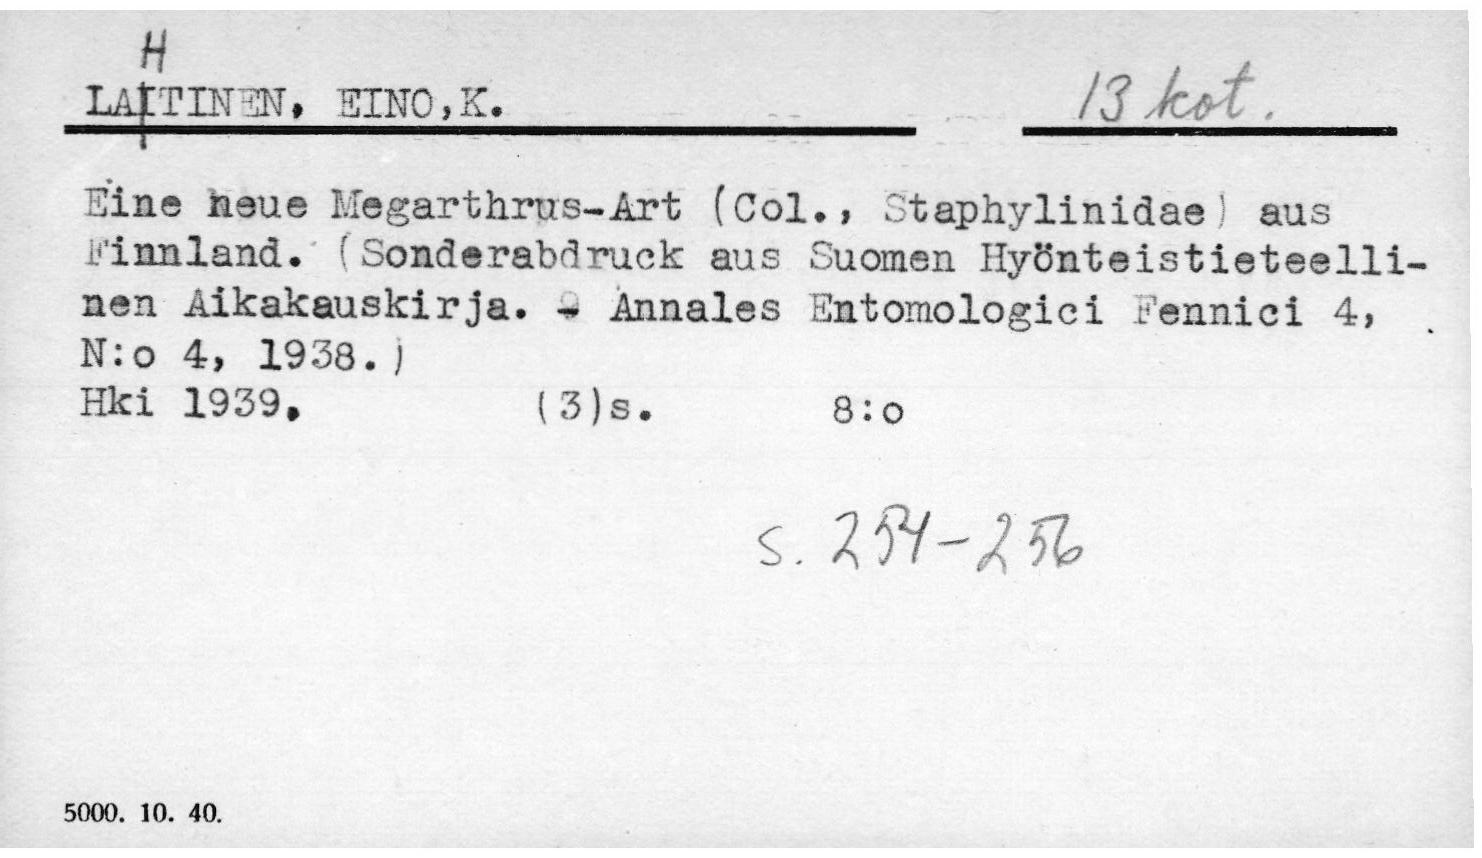 H
LAITINEN, EINO,K.
13 kot.
Eine neue Megarthrus-Art (Col., Staphylinidae) aus
Finnland. (Sonderabdruck aus Suomen Hyönteistieteelli-
nen Aikakauskirja. - Annales Entomologici Fennici 4,
N:o 4, 1938.)
Hki 1939. (3)s. 8:o
s. 254-256
5000. 10. 40.